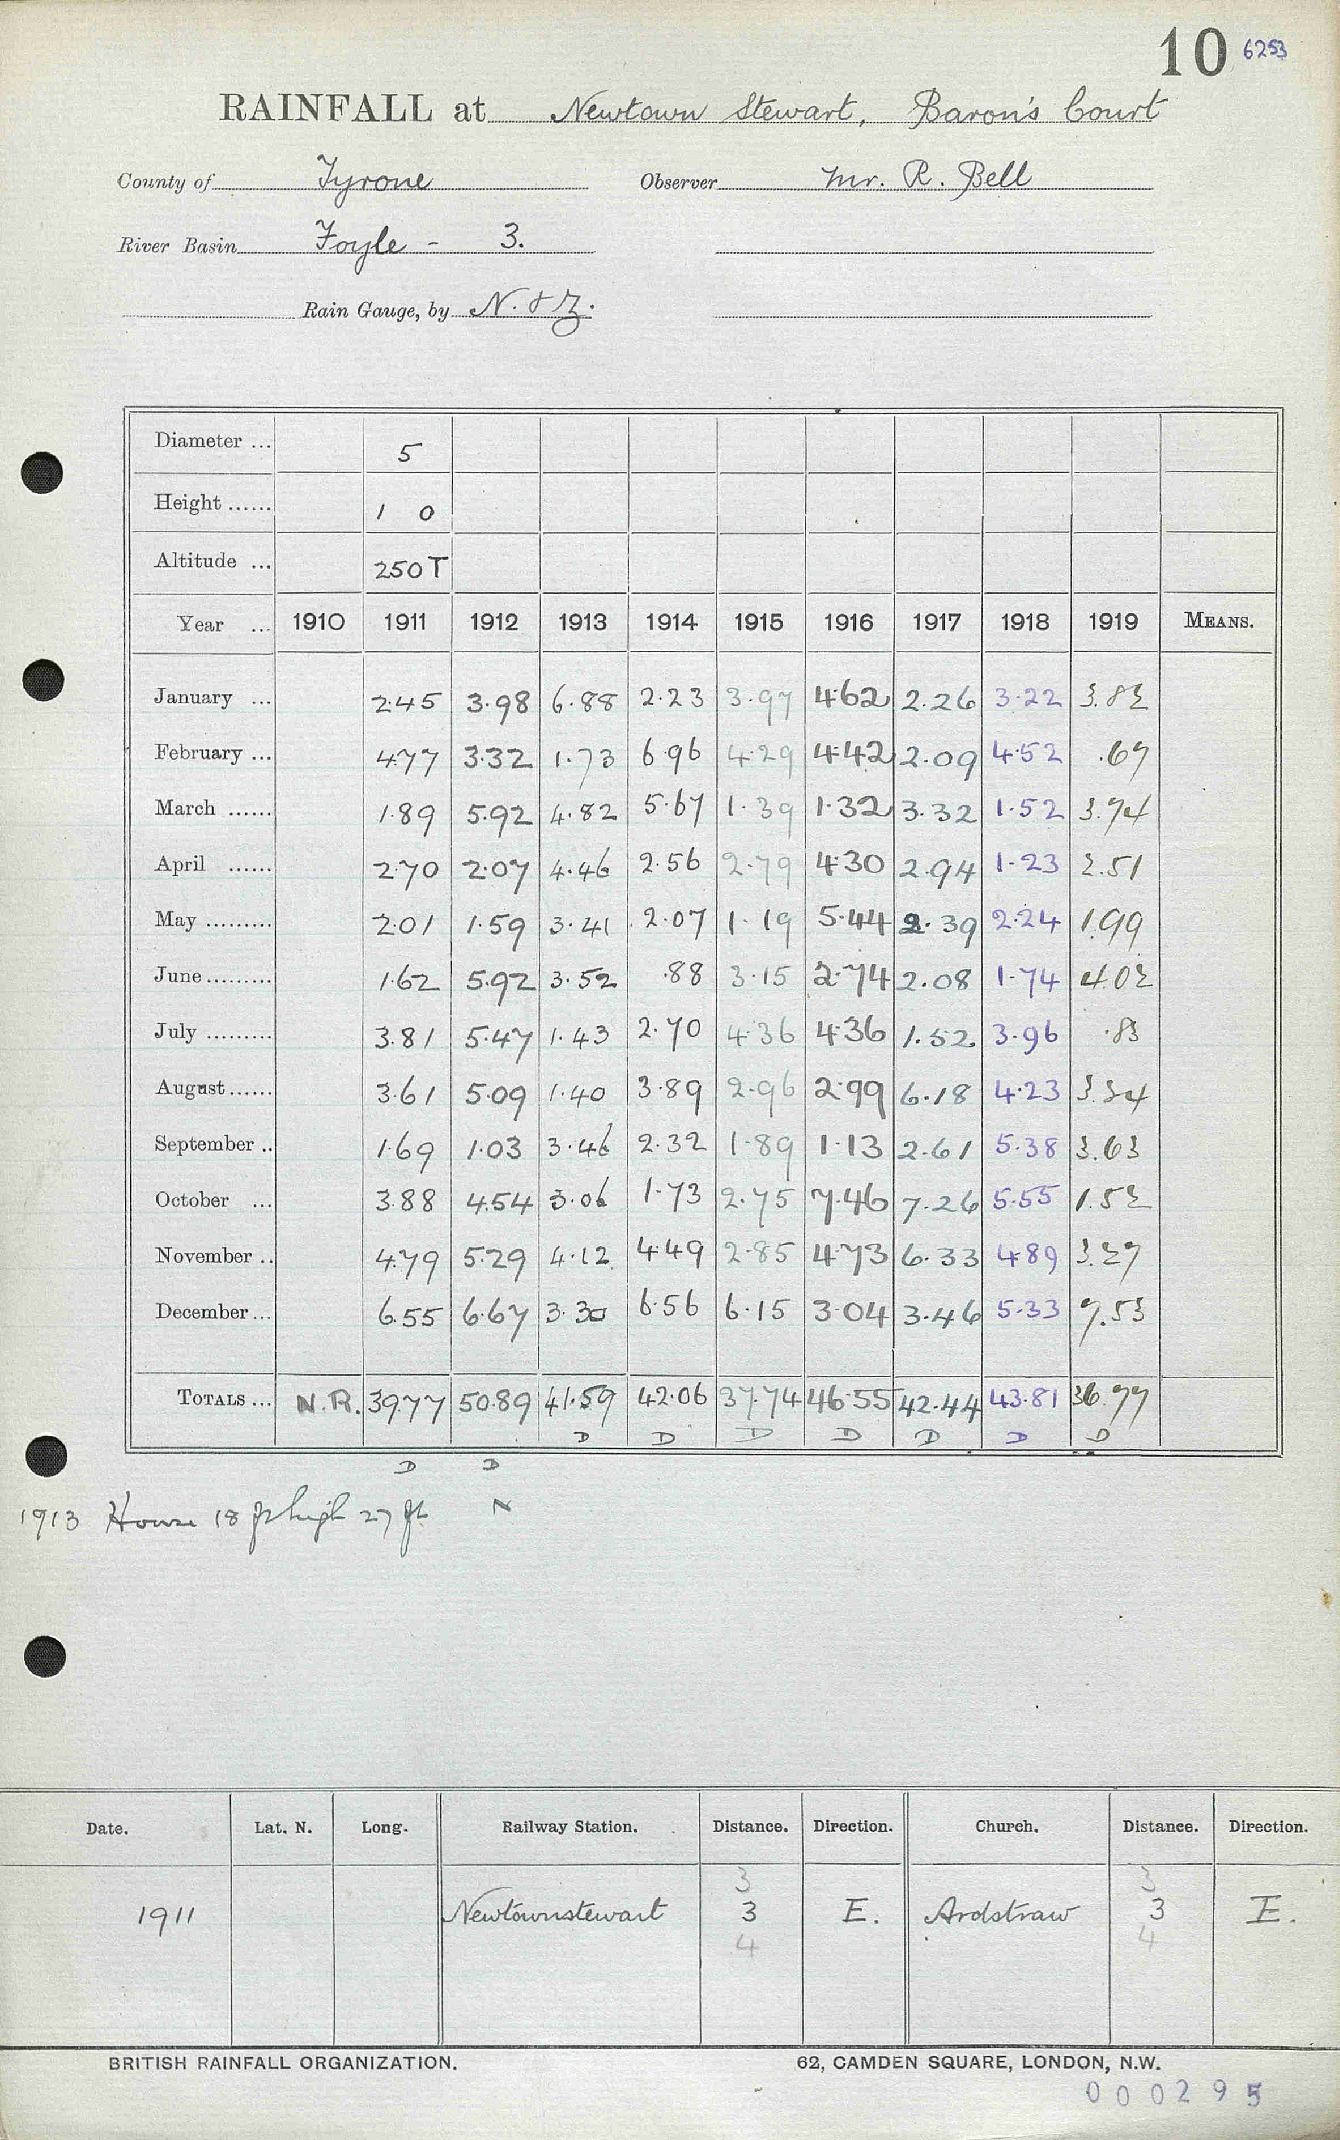 10 6253
RAINFALL at Newtown Stewart, Baron's Court
County of Tyrone Observer Mr. R. Bell
River Basin Foyle - 3.
Rain Gauge, by N. & Z.
Diameter ... 5
Height ...... 1 0
Altitude ... 250 T
Year ... 1910 1911 1912 1913 1914 1915 1916 1917 1918 1919 MEANS.
January ... 2.45 3.98 6.88 2.23 3.97 4.62 2.26 3.22 3.82
February ... 4.77 3.32 1.73 6.96 4.29 4.42 2.09 4.52 .67
March ...... 1.89 5.92 4.82 5.67 1.39 1.32 3.32 1.52 3.74
April ...... 2.70 2.07 4.46 2.56 2.79 4.30 2.94 1.23 2.51
May ......... 2.01 1.59 3.41 2.07 1.19 5.44 2.39 2.24 1.99
June ......... 1.62 5.92 3.52 .88 3.15 2.74 2.08 1.74 4.02
July ......... 3.81 5.47 1.43 2.70 4.36 4.36 1.52 3.96 .83
August ...... 3.61 5.09 1.40 3.89 2.96 2.99 6.18 4.23 3.24
September .. 1.69 1.03 3.46 2.32 1.89 1.13 2.61 5.38 3.63
October ... 3.88 4.54 3.06 1.73 2.75 7.46 7.26 5.55 1.52
November .. 4.79 5.29 4.12 4.49 2.85 4.73 6.33 4.89 3.27
December ... 6.55 6.67 3.30 6.56 6.15 3.04 3.46 5.33 7.53
TOTALS ... N.R. 39.77 50.89 41.59 42.06 37.74 46.55 42.44 43.81 36.77
D D D D D D D
D D
1913 House 18 ft high 27 ft N
Date. Lat. N. Long. Railway Station. Distance. Direction. Church. Distance. Direction.
3 3
1911 Newtownstewart 3 E. Ardstraw 3 E.
4 4
BRITISH RAINFALL ORGANIZATION. 62, CAMDEN SQUARE, LONDON, N.W.
000295